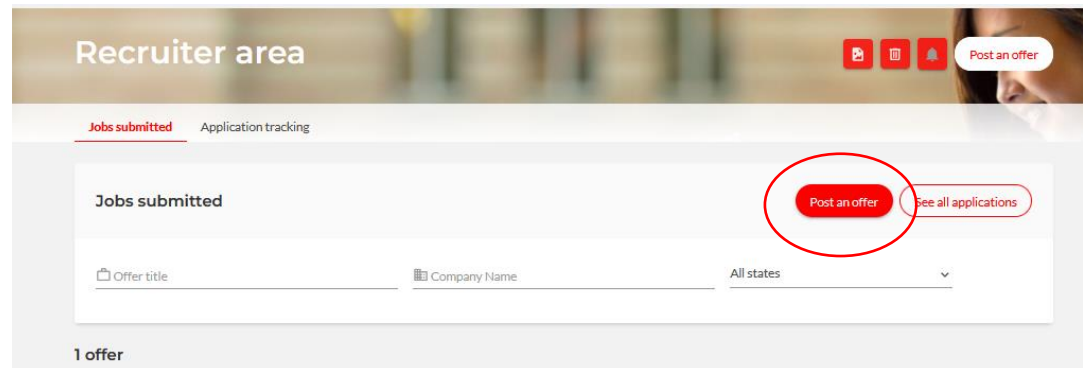 Recruiter area
Post an offer
Jobs submitted Application tracking
Jobs submitted
Post an offer See all applications
Offer title Company Name All states
1 offer